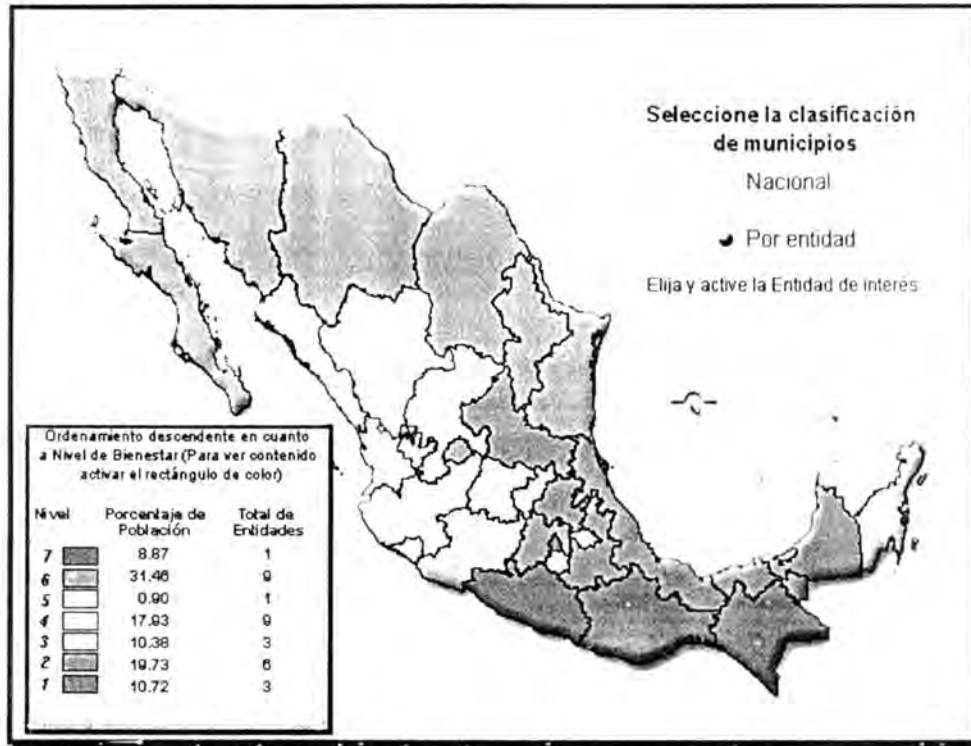 Seleccione la clasificación
de municipios
Nacional
Por entidad
Elija y active la Entidad de interés
Ordenamiento descendente en cuanto
a Nivel de Bienestar (Para ver contenido
activar el rectángulo de color)
Nivel Porcentaje de Población Total de Entidades
7 8.87 1
6 31.46 9
5 0.90 1
4 17.93 9
3 10.38 3
2 19.73 6
1 10.72 3